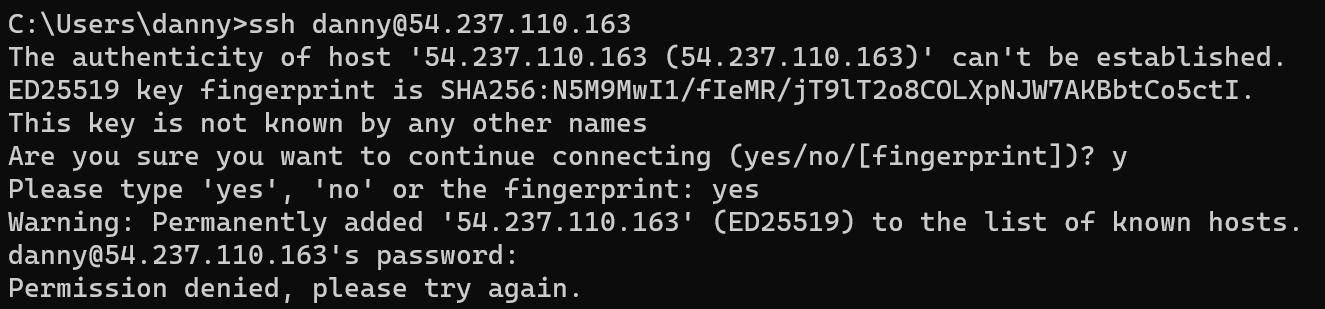 C:\Users\danny>ssh danny@54.237.110.163
The authenticity of host '54.237.110.163 (54.237.110.163)' can't be established.
ED25519 key fingerprint is SHA256:N5M9MwI1/fIeMR/jT9lT2o8COLXpNJW7AKBbtCo5ctI.
This key is not known by any other names
Are you sure you want to continue connecting (yes/no/[fingerprint])? y
Please type 'yes', 'no' or the fingerprint: yes
Warning: Permanently added '54.237.110.163' (ED25519) to the list of known hosts.
danny@54.237.110.163's password:
Permission denied, please try again.